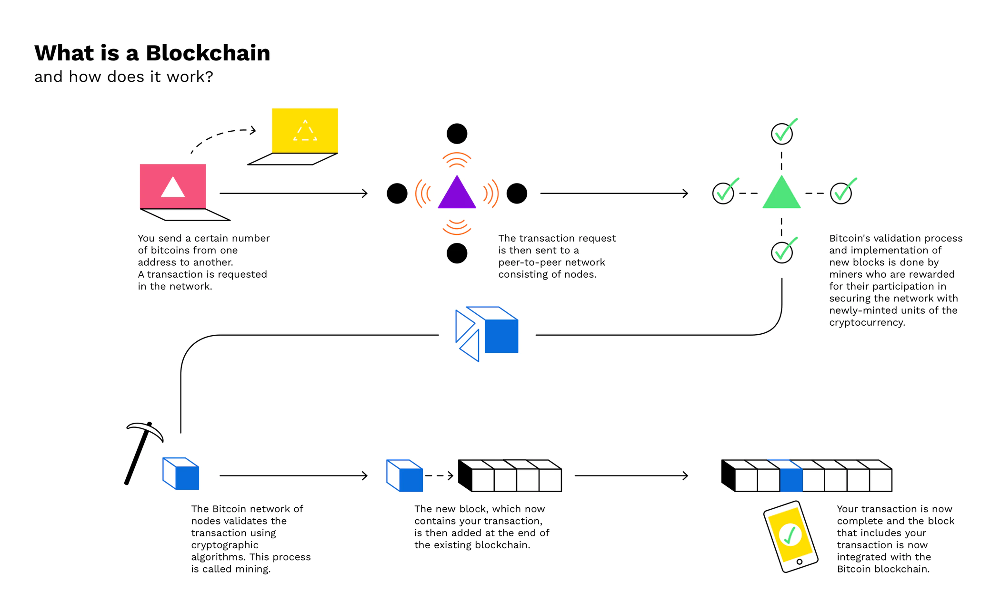 What is a Blockchain
and how does it work?
You send a certain number
of bitcoins from one
address to another.
A transaction is requested
in the network.
The transaction request
is then sent to a
peer-to-peer network
consisting of nodes.
Bitcoin's validation process
and implementation of
new blocks is done by
miners who are rewarded
for their participation in
securing the network with
newly-minted units of the
cryptocurrency.
The Bitcoin network of
nodes validates the
transaction using
cryptographic
algorithms. This process
is called mining.
The new block, which now
contains your transaction,
is then added at the end of
the existing blockchain.
Your transaction is now
complete and the block
that includes your
transaction is now
integrated with the
Bitcoin blockchain.